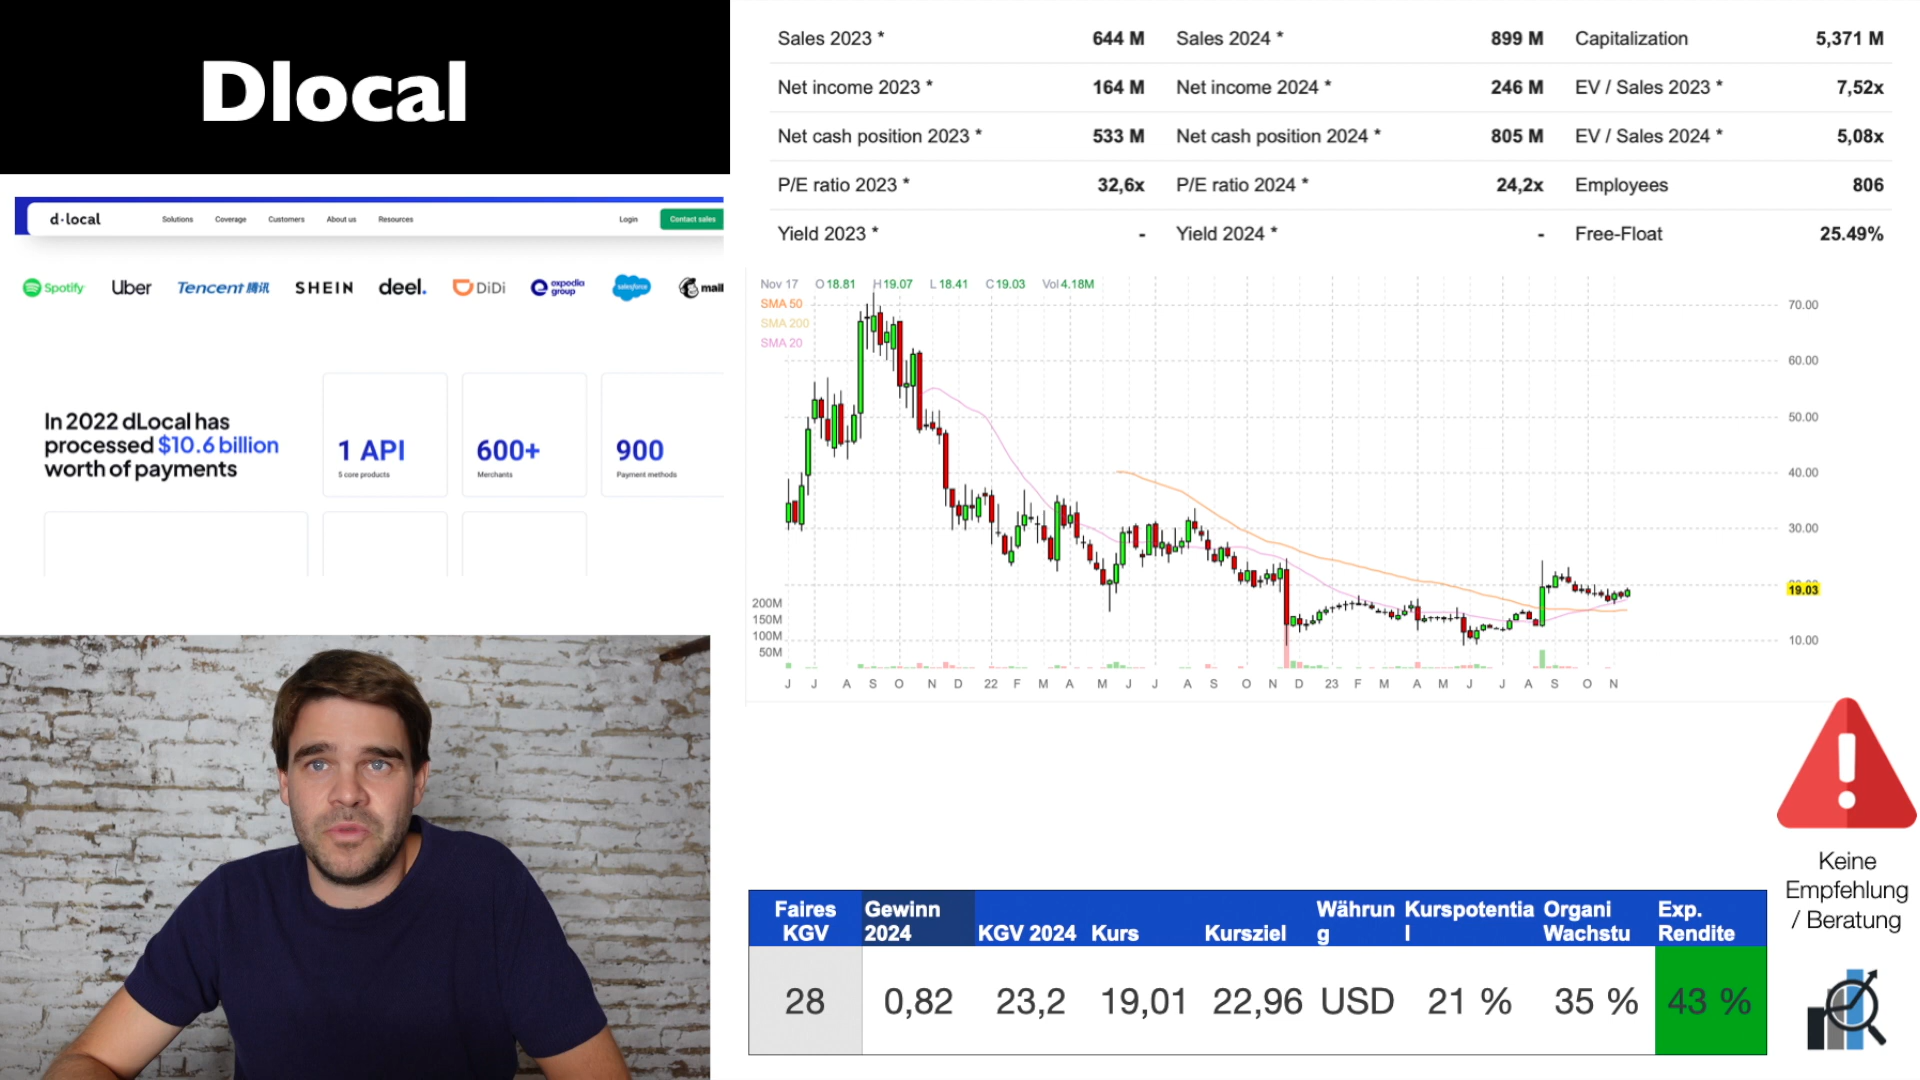 Dlocal
d·local Solutions Coverage Customers About us Resources Login Contact sales
Spotify Uber Tencent 腾讯 SHEIN deel. DiDi expedia group salesforce mail
In 2022 dLocal has
processed $10.6 billion
worth of payments
1 API
5 core products
600+
Merchants
900
Payment methods
Sales 2023 * 644 M Sales 2024 * 899 M Capitalization 5,371 M
Net income 2023 * 164 M Net income 2024 * 246 M EV / Sales 2023 * 7,52x
Net cash position 2023 * 533 M Net cash position 2024 * 805 M EV / Sales 2024 * 5,08x
P/E ratio 2023 * 32,6x P/E ratio 2024 * 24,2x Employees 806
Yield 2023 * - Yield 2024 * - Free-Float 25.49%
Nov 17 O 18.81 H 19.07 L 18.41 C 19.03 Vol 4.18M
SMA 50
SMA 200
SMA 20
70.00
60.00
50.00
40.00
30.00
19.03
10.00
200M
150M
100M
50M
J J A S O N D 22 F M A M J J A S O N D 23 F M A M J J A S O N
Keine
Empfehlung
/ Beratung
Faires KGV Gewinn 2024 KGV 2024 Kurs Kursziel Währun g Kurspotentia l Organi Wachstu Exp. Rendite
28 0,82 23,2 19,01 22,96 USD 21 % 35 % 43 %